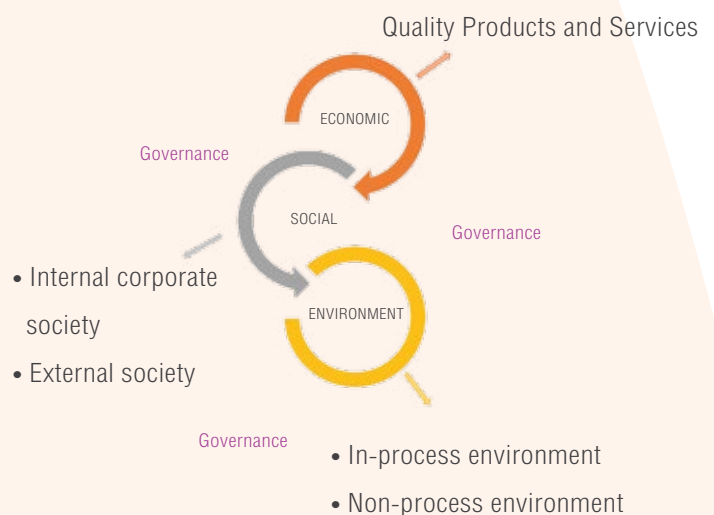 Quality Products and Services
ECONOMIC
Governance
SOCIAL
Governance
• Internal corporate
society
• External society
ENVIRONMENT
Governance
• In-process environment
• Non-process environment